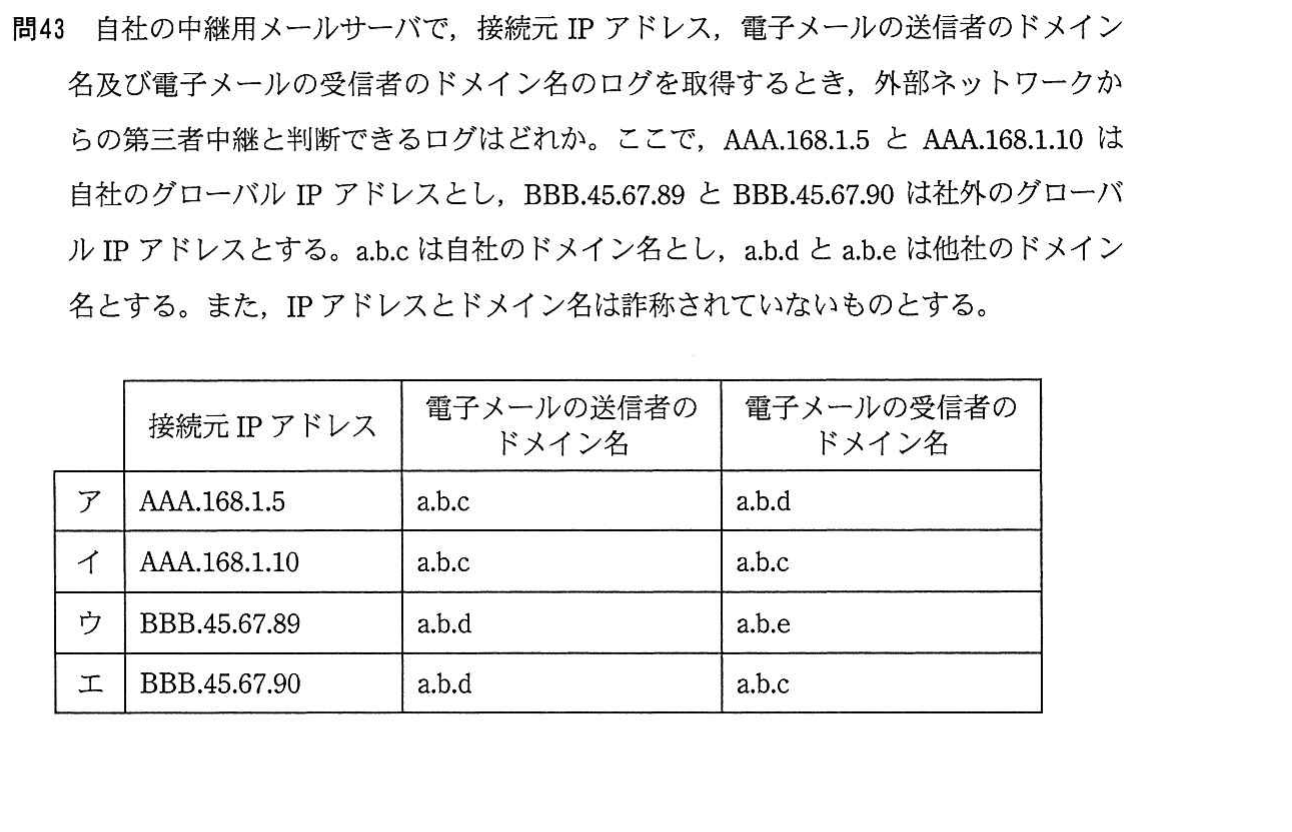 問43 自社の中継用メールサーバで，接続元 IP アドレス，電子メールの送信者のドメイン
名及び電子メールの受信者のドメイン名のログを取得するとき，外部ネットワークか
らの第三者中継と判断できるログはどれか。ここで，AAA.168.1.5 と AAA.168.1.10 は
自社のグローバル IP アドレスとし，BBB.45.67.89 と BBB.45.67.90 は社外のグローバ
ル IP アドレスとする。a.b.c は自社のドメイン名とし，a.b.d と a.b.e は他社のドメイン
名とする。また，IP アドレスとドメイン名は詐称されていないものとする。
接続元 IP アドレス 電子メールの送信者の 電子メールの受信者の
ドメイン名 ドメイン名
ア AAA.168.1.5 a.b.c a.b.d
イ AAA.168.1.10 a.b.c a.b.c
ウ BBB.45.67.89 a.b.d a.b.e
エ BBB.45.67.90 a.b.d a.b.c